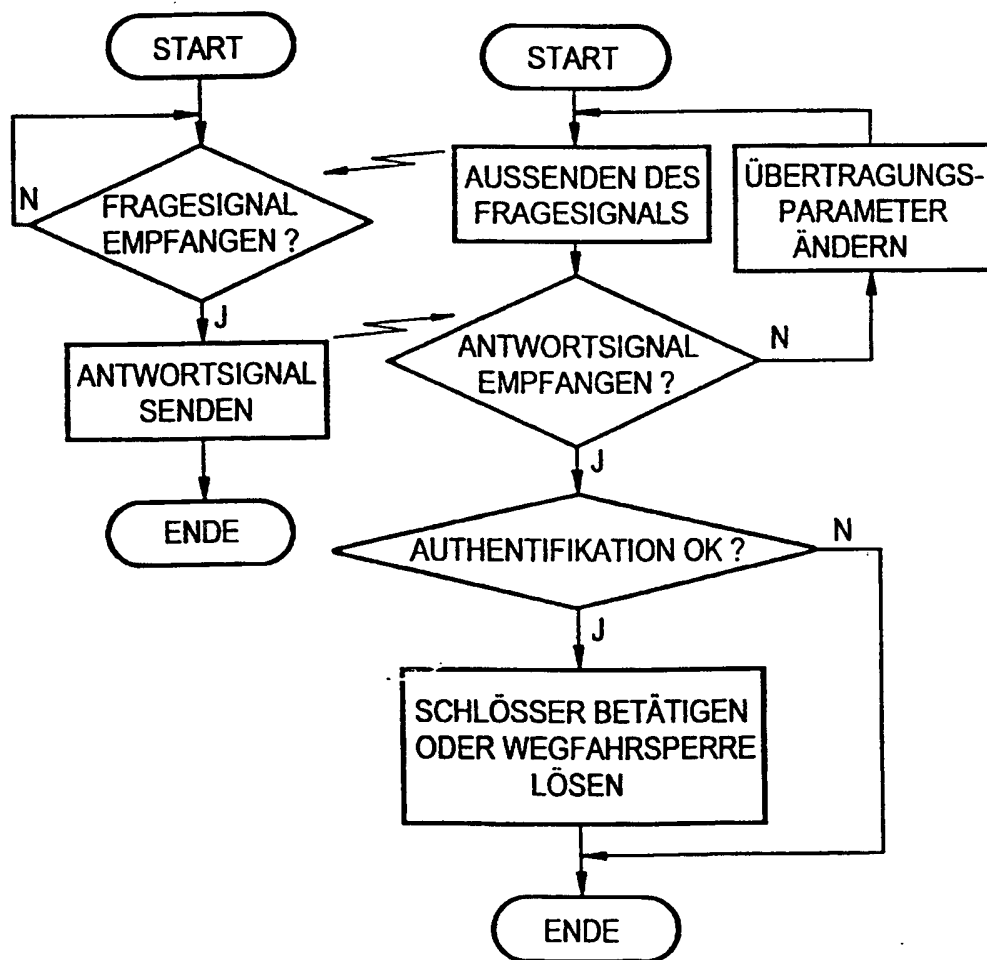 START
N
FRAGESIGNAL
EMPFANGEN ?
J
ANTWORTSIGNAL
SENDEN
ENDE
START
AUSSENDEN DES
FRAGESIGNALS
ÜBERTRAGUNGS-
PARAMETER
ÄNDERN
ANTWORTSIGNAL
EMPFANGEN ?
N
J
AUTHENTIFIKATION OK ?
N
J
SCHLÖSSER BETÄTIGEN
ODER WEGFAHRSPERRE
LÖSEN
ENDE